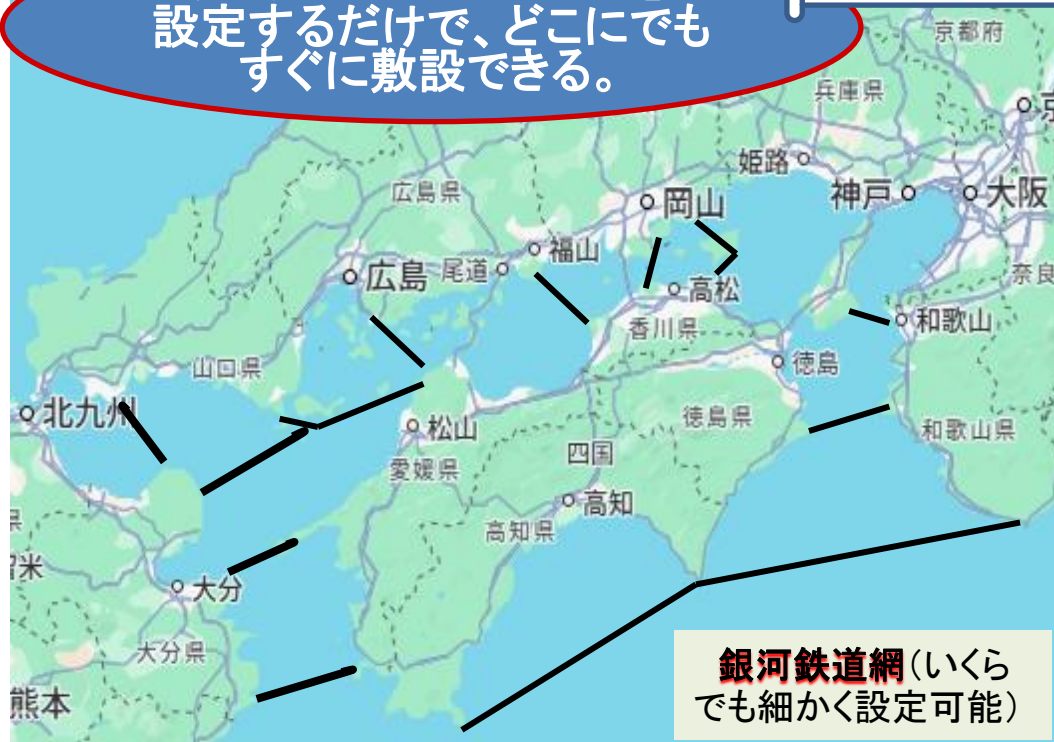 設定するだけで、どこにでも
すぐに敷設できる。
京都府
兵庫県
姫路
神戸
大阪
岡山
広島県
福山
尾道
広島
高松
香川県
奈良
和歌山
徳島
山口県
北九州
松山
徳島県
和歌山県
愛媛県
四国
高知
高知県
大分
大分県
熊本
銀河鉄道網(いくら
でも細かく設定可能)